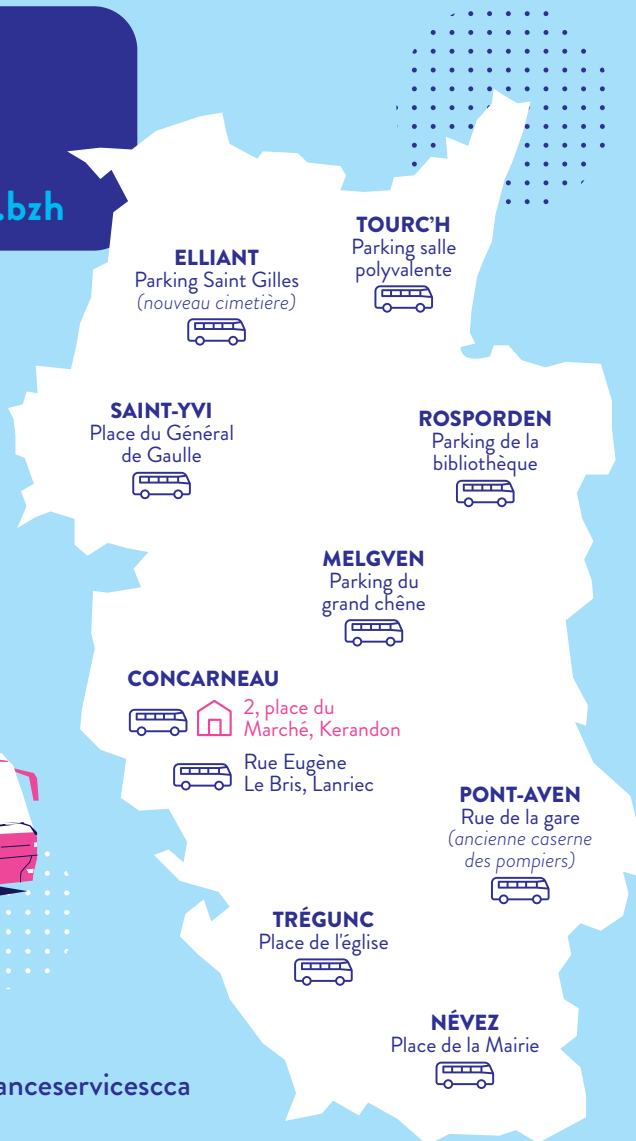 .bzh
TOURC'H
Parking salle
polyvalente
ELLIANT
Parking Saint Gilles
(nouveau cimetière)
SAINT-YVI
Place du Général
de Gaulle
ROSPORDEN
Parking de la
bibliothèque
MELGVEN
Parking du
grand chêne
CONCARNEAU
2, place du
Marché, Kerandon
Rue Eugène
Le Bris, Lanriec
PONT-AVEN
Rue de la gare
(ancienne caserne
des pompiers)
TRÉGUNC
Place de l'église
NÉVEZ
Place de la Mairie
anceservicescca